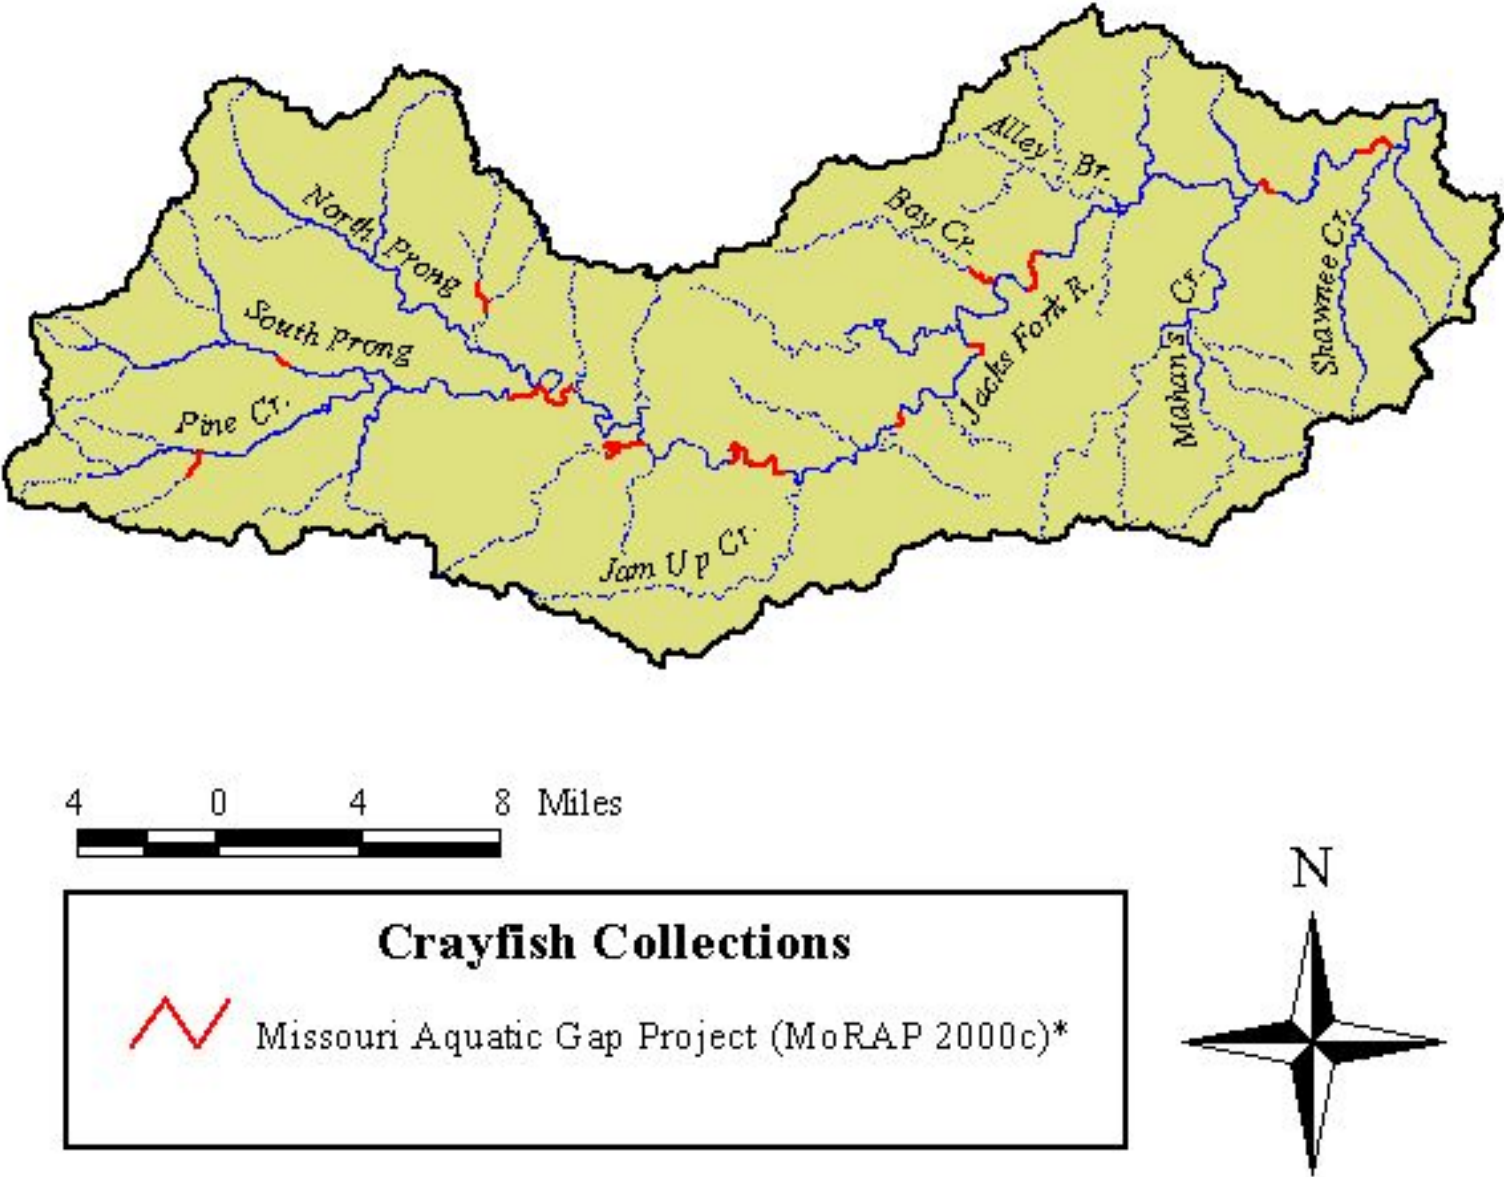 Alley Br.
Bay Cr.
North Prong
South Prong
Pine Cr.
Jacks Fork R.
Mahan's Cr.
Shawnee Cr.
Jam Up Cr.
4 0 4 8 Miles
N
Crayfish Collections
Missouri Aquatic Gap Project (MoRAP 2000c)*